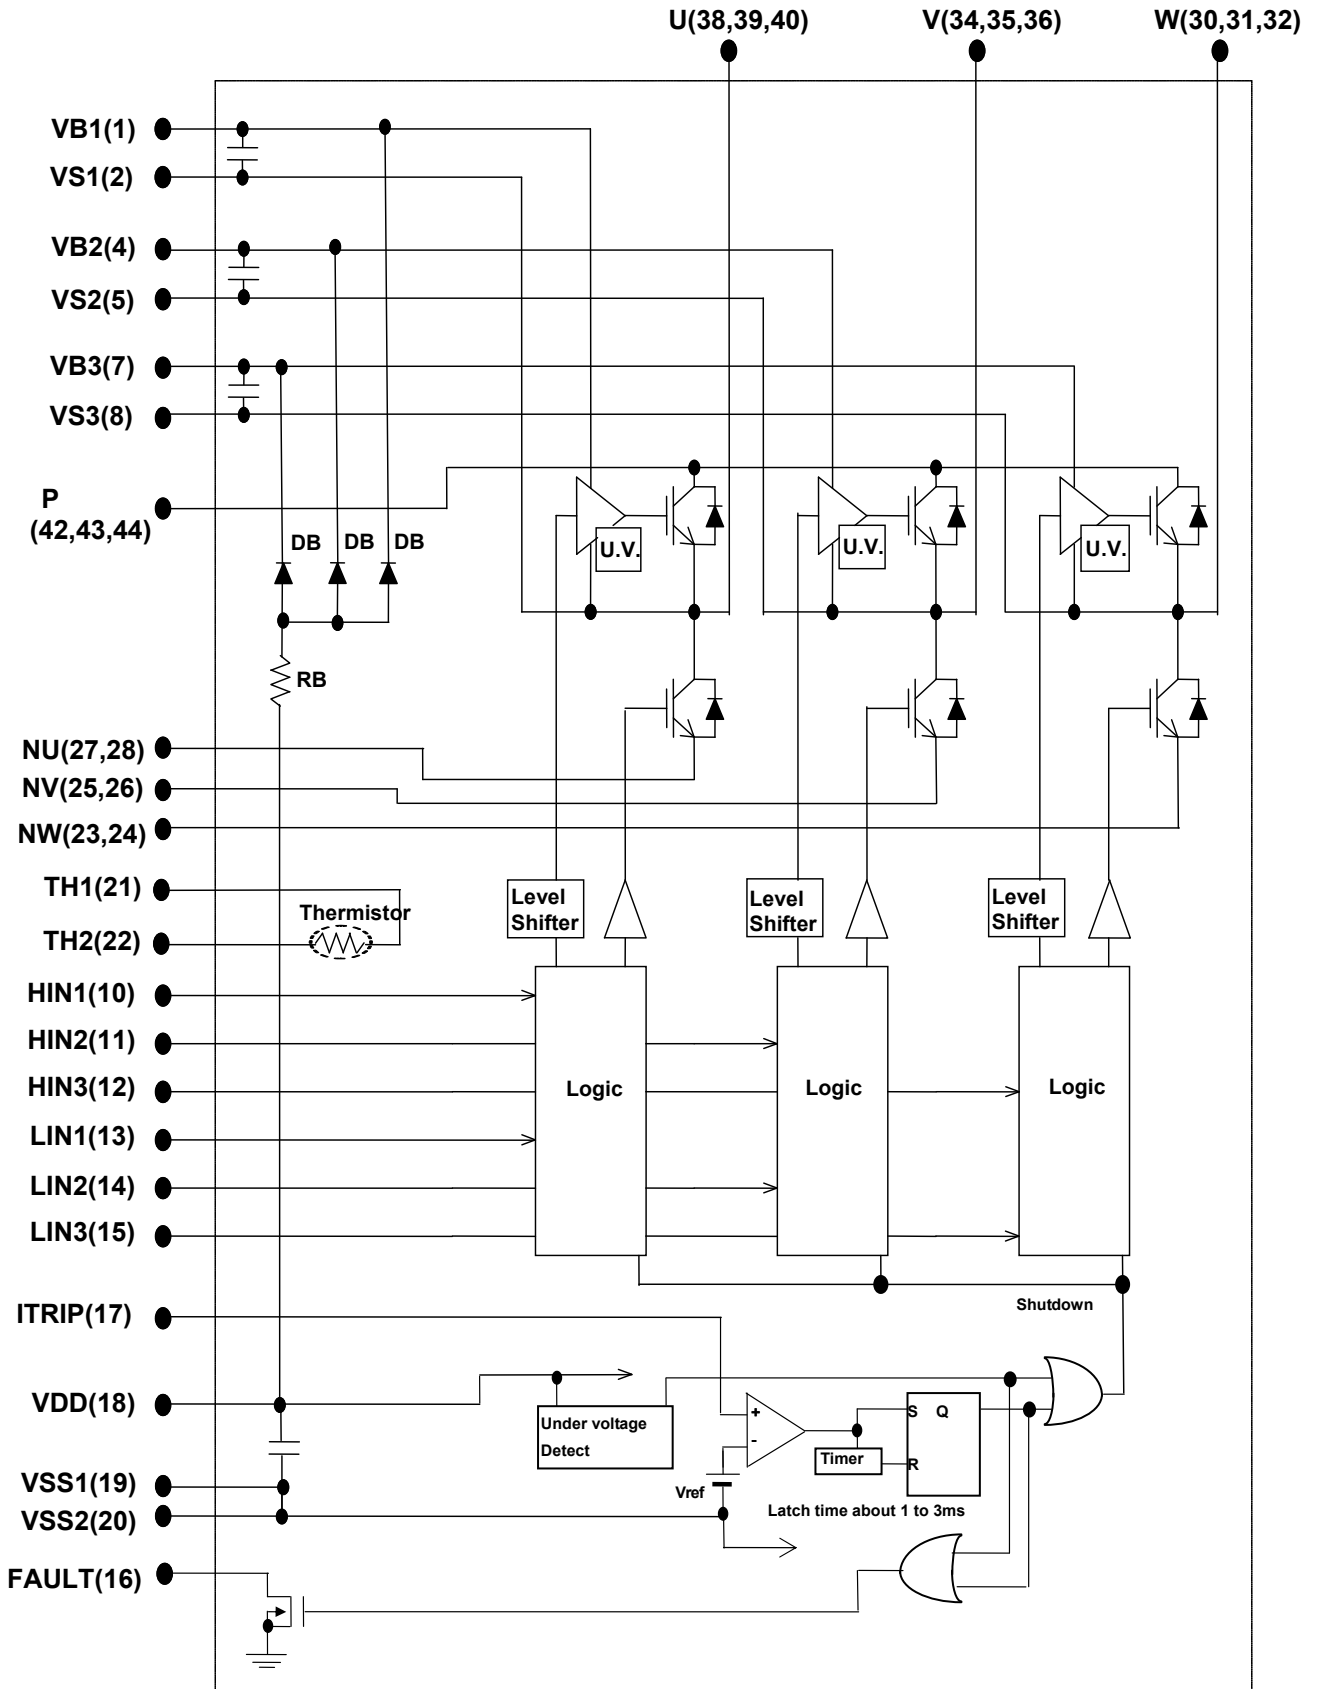 U(38,39,40) V(34,35,36) W(30,31,32)
VB1(1)
VS1(2)
VB2(4)
VS2(5)
VB3(7)
VS3(8)
P
(42,43,44)
DB DB DB
U.V. U.V. U.V.
RB
NU(27,28)
NV(25,26)
NW(23,24)
TH1(21)
Thermistor
TH2(22)
Level
Shifter
Level
Shifter
Level
Shifter
HIN1(10)
HIN2(11)
HIN3(12)
Logic Logic Logic
LIN1(13)
LIN2(14)
LIN3(15)
Shutdown
ITRIP(17)
VDD(18)
Under voltage
Detect
+
-
S Q
Timer
R
Vref
Latch time about 1 to 3ms
VSS1(19)
VSS2(20)
FAULT(16)